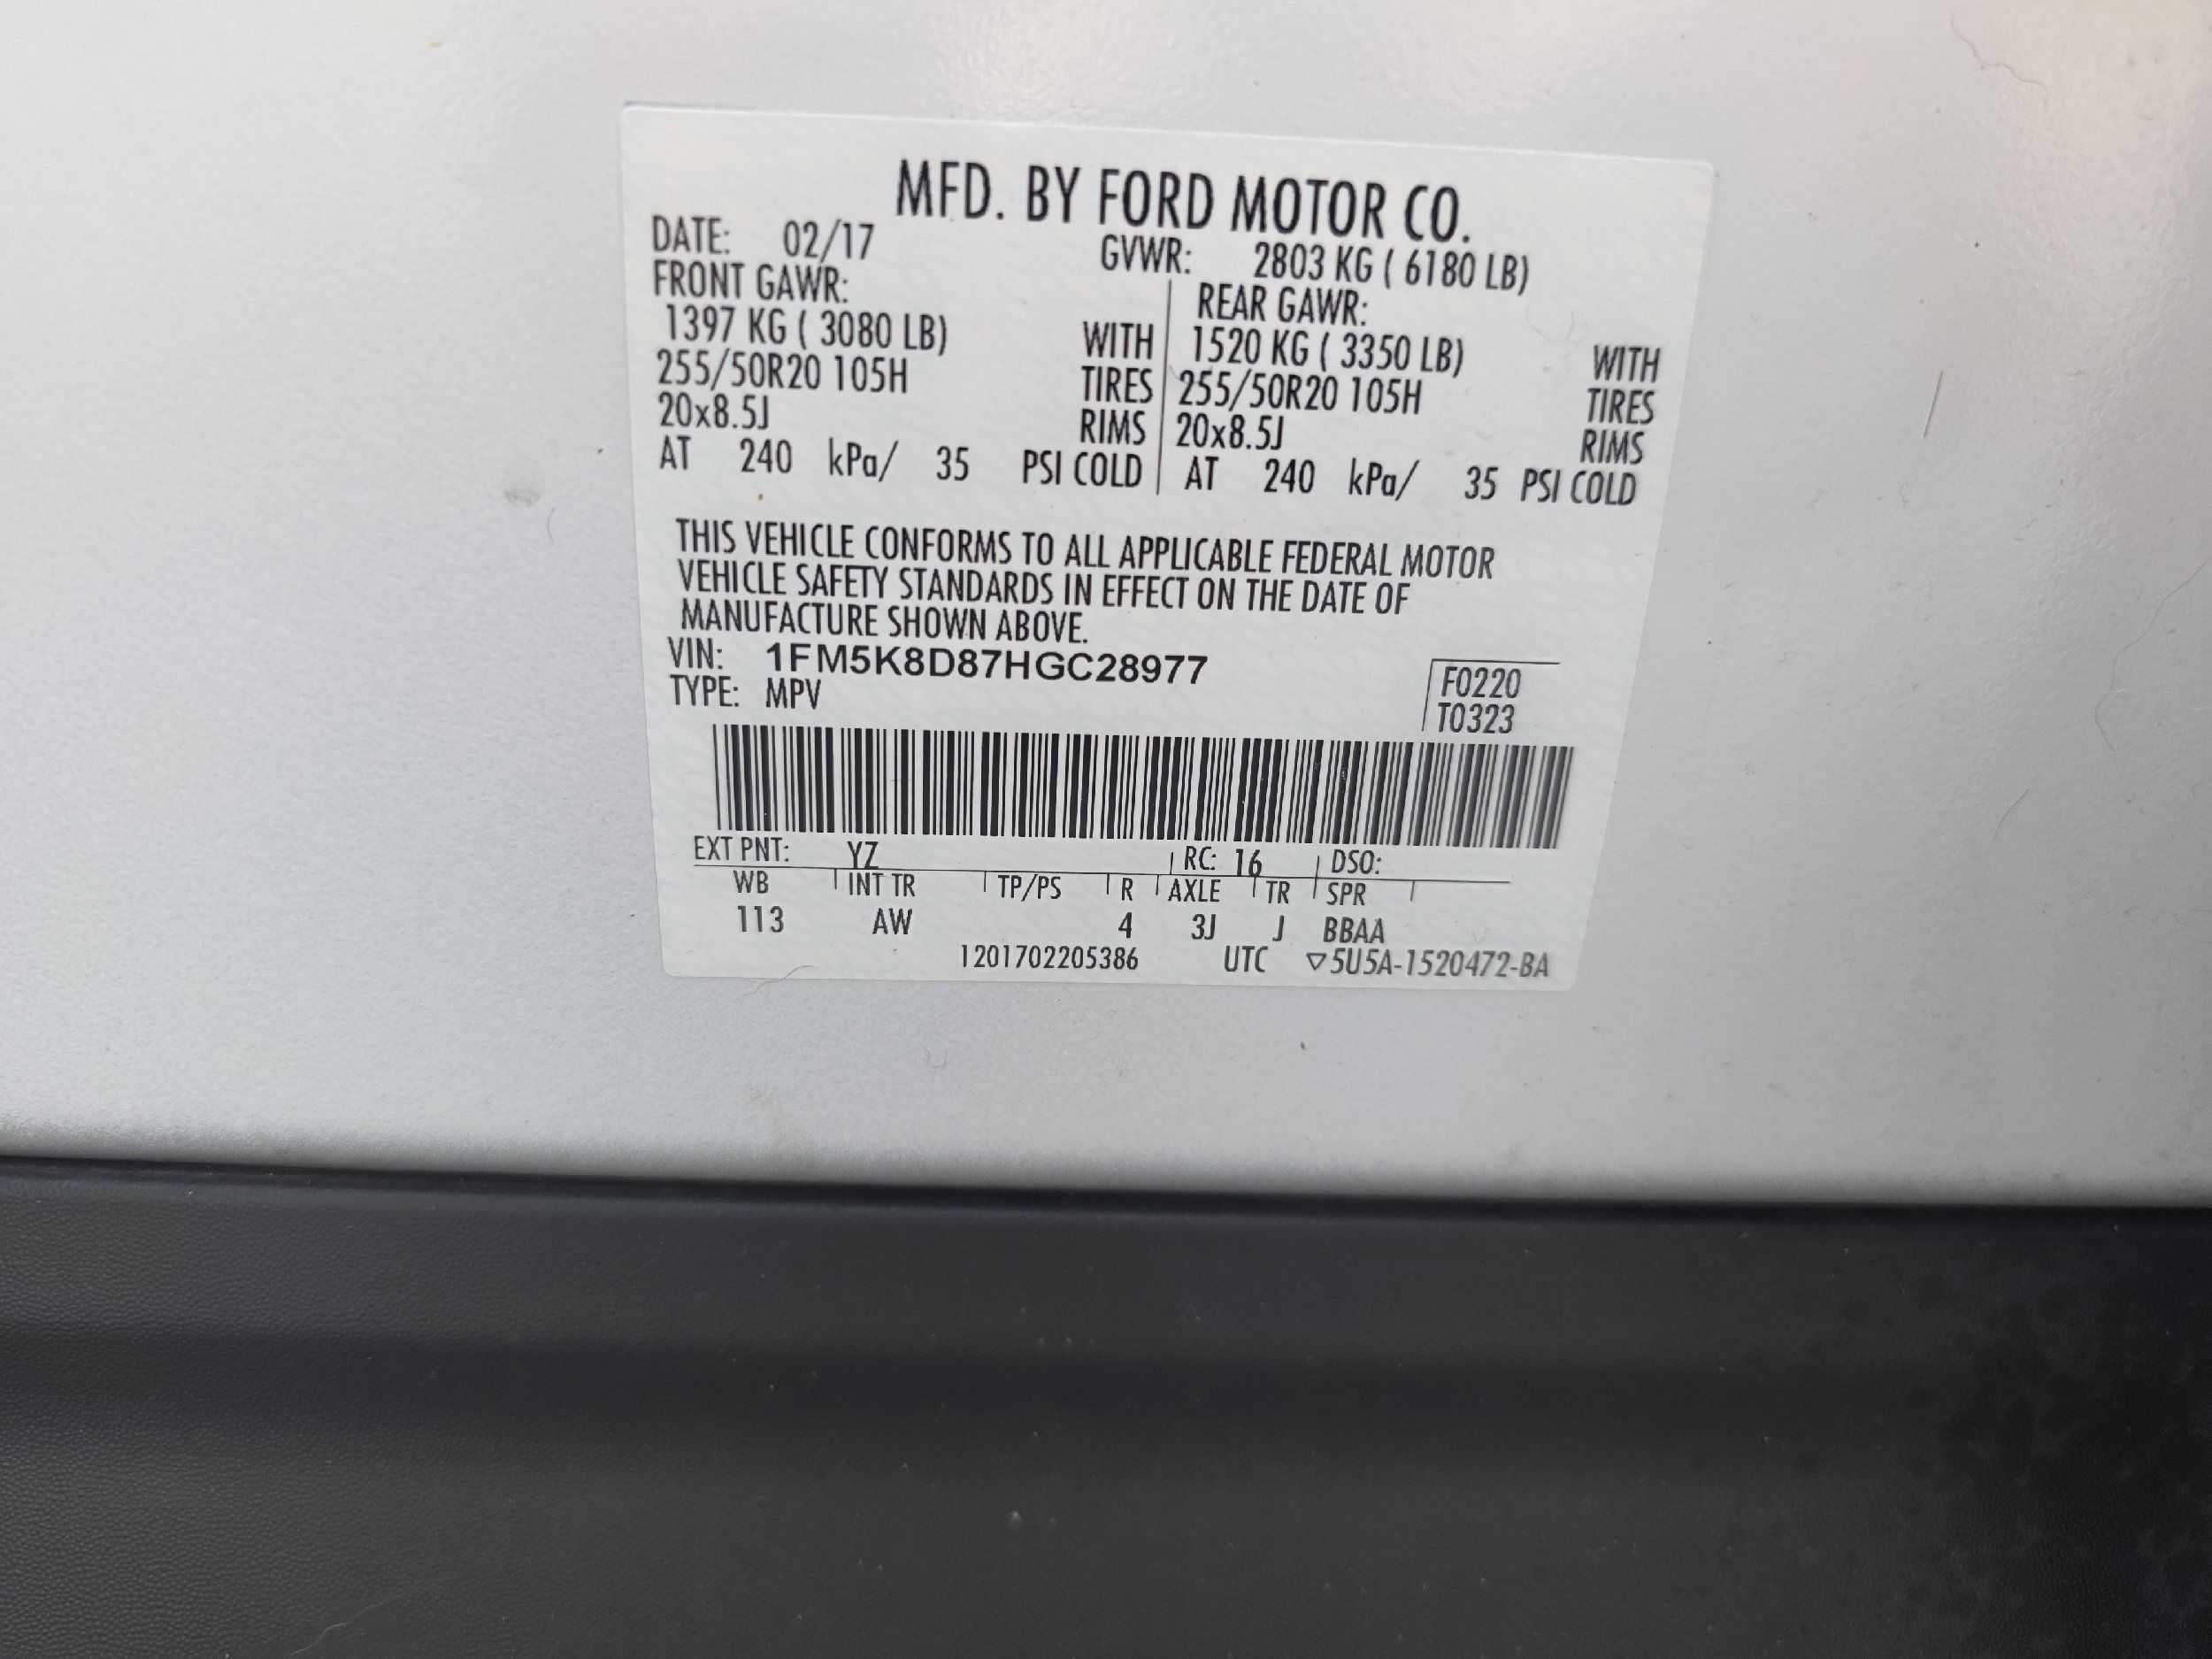 MFD. BY FORD MOTOR CO.
DATE: 02/17 GVWR: 2803 KG ( 6180 LB)
FRONT GAWR: REAR GAWR:
1397 KG ( 3080 LB) WITH 1520 KG ( 3350 LB) WITH
255/50R20 105H TIRES 255/50R20 105H TIRES
20x8.5J RIMS 20x8.5J RIMS
AT 240 kPa/ 35 PSI COLD AT 240 kPa/ 35 PSI COLD
THIS VEHICLE CONFORMS TO ALL APPLICABLE FEDERAL MOTOR
VEHICLE SAFETY STANDARDS IN EFFECT ON THE DATE OF
MANUFACTURE SHOWN ABOVE.
VIN: 1FM5K8D87HGC28977 F0220
TYPE: MPV T0323
EXT PNT: YZ RC: 16 DSO:
WB INT TR TP/PS R AXLE TR SPR
113 AW 4 3J J BBAA
1201702205386 UTC ▽5U5A-1520472-BA